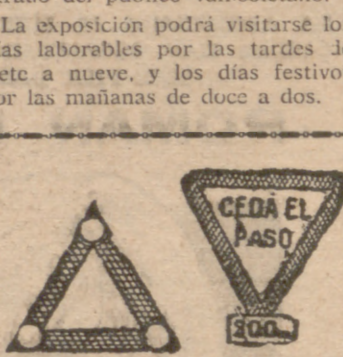 La exposición podrá visitarse lo
as laborables por las tardes d
ete a nueve, y los días festivo
or las mañanas de doce a dos.
CEDA EL
PASO
200m